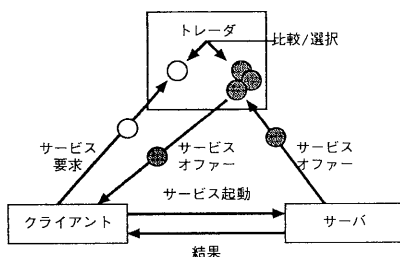 トレーダ
比較/選択
サービス
要求
サービス
オファー
サービス
オファー
サービス起動
クライアント
サーバ
結果